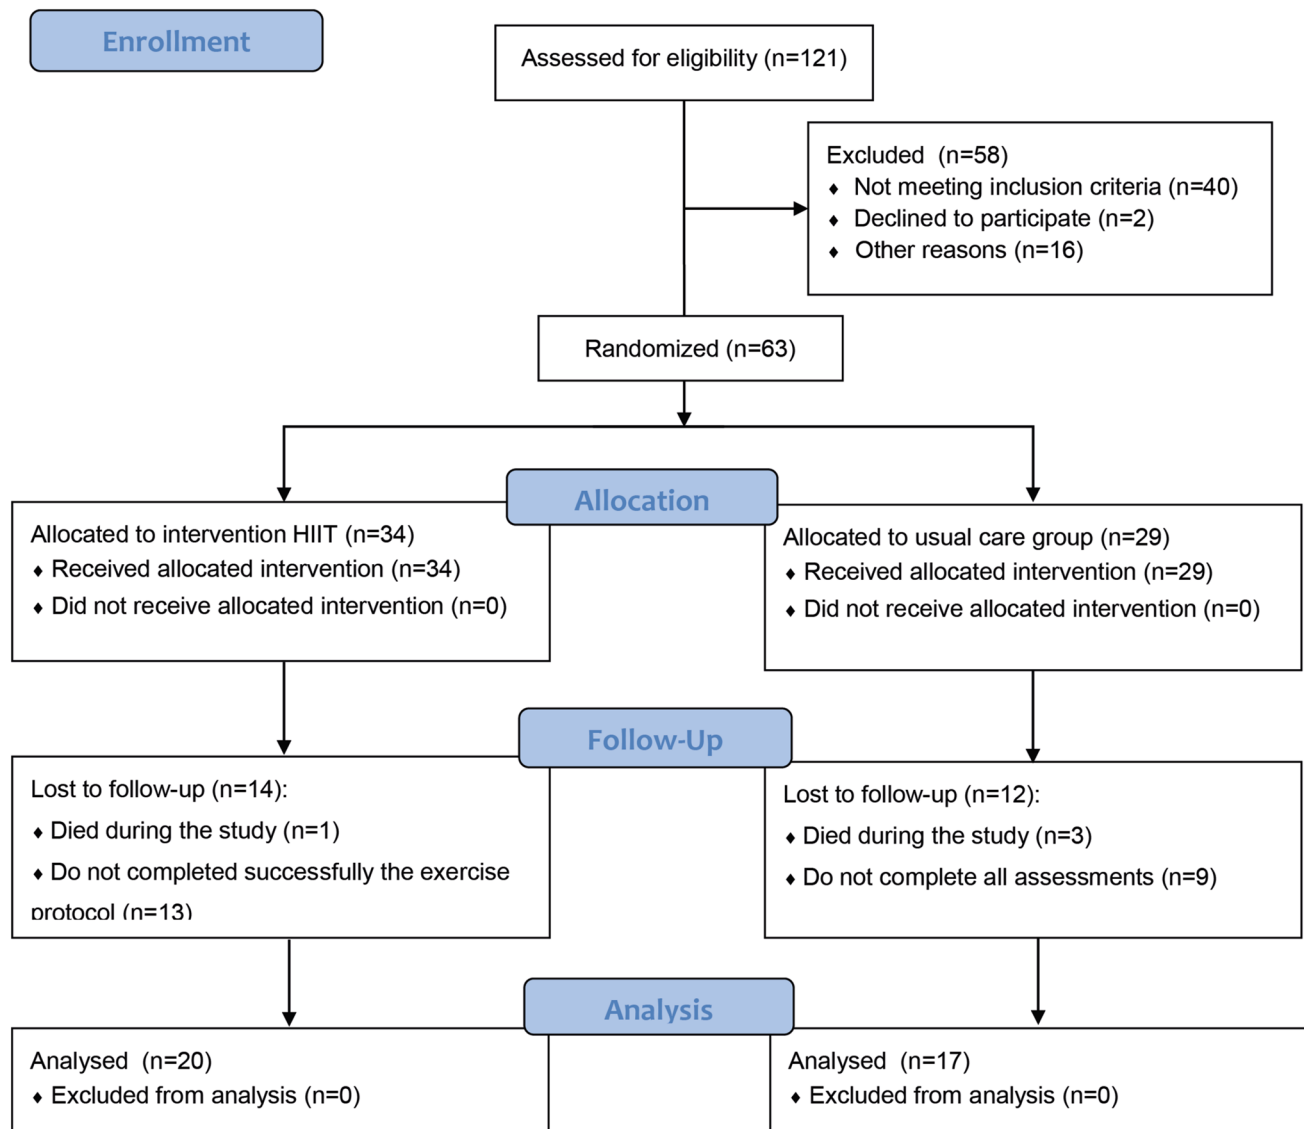 Enrollment
Assessed for eligibility (n=121)
Excluded (n=58)
♦ Not meeting inclusion criteria (n=40)
♦ Declined to participate (n=2)
♦ Other reasons (n=16)
Randomized (n=63)
Allocation
Allocated to intervention HIIT (n=34)
♦ Received allocated intervention (n=34)
♦ Did not receive allocated intervention (n=0)
Allocated to usual care group (n=29)
♦ Received allocated intervention (n=29)
♦ Did not receive allocated intervention (n=0)
Follow-Up
Lost to follow-up (n=14):
♦ Died during the study (n=1)
♦ Do not completed successfully the exercise
protocol (n=13)
Lost to follow-up (n=12):
♦ Died during the study (n=3)
♦ Do not complete all assessments (n=9)
Analysis
Analysed (n=20)
♦ Excluded from analysis (n=0)
Analysed (n=17)
♦ Excluded from analysis (n=0)